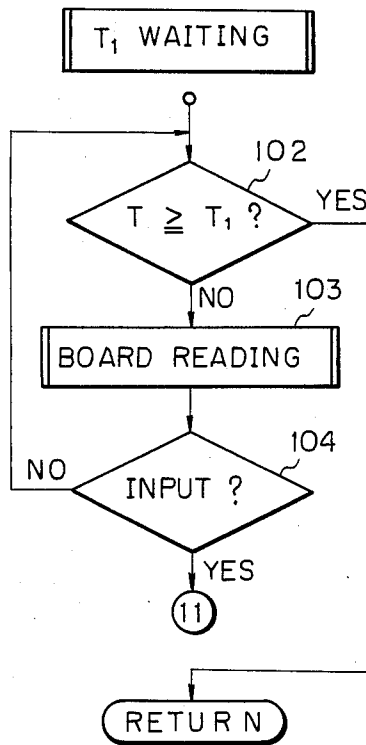 T₁ WAITING
102
T ≧ T₁ ?
YES
NO
103
BOARD READING
104
NO
INPUT ?
YES
11
RETURN